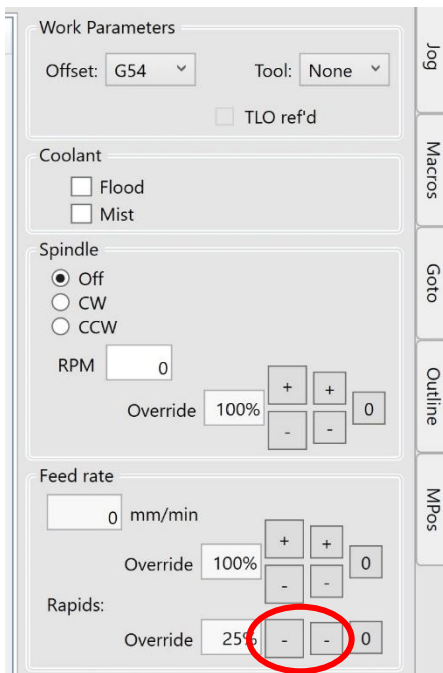 Work Parameters
Offset: G54 Tool: None
TLO ref'd
Coolant
Flood
Mist
Spindle
Off
CW
CCW
RPM 0
+ +
Override 100% 0
- -
Feed rate
0 mm/min
+ +
Override 100% 0
- -
Rapids:
Override 25% - - 0
Jog
Macros
Goto
Outline
MPos